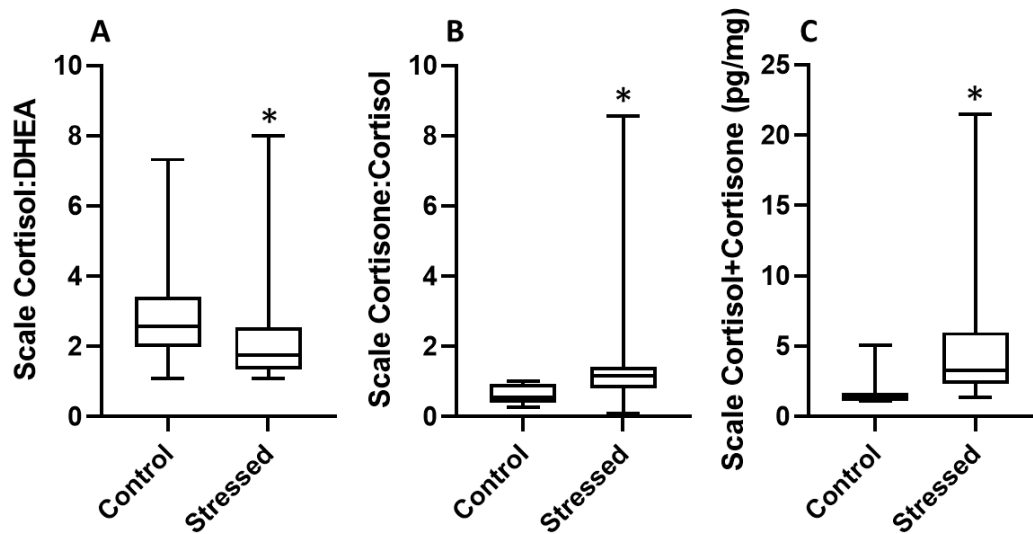 A
Scale Cortisol:DHEA
10
8
6
4
2
0
*
Control
Stressed
B
Scale Cortisone:Cortisol
10
8
6
4
2
0
*
Control
Stressed
C
Scale Cortisol+Cortisone (pg/mg)
25
20
15
10
5
0
*
Control
Stressed